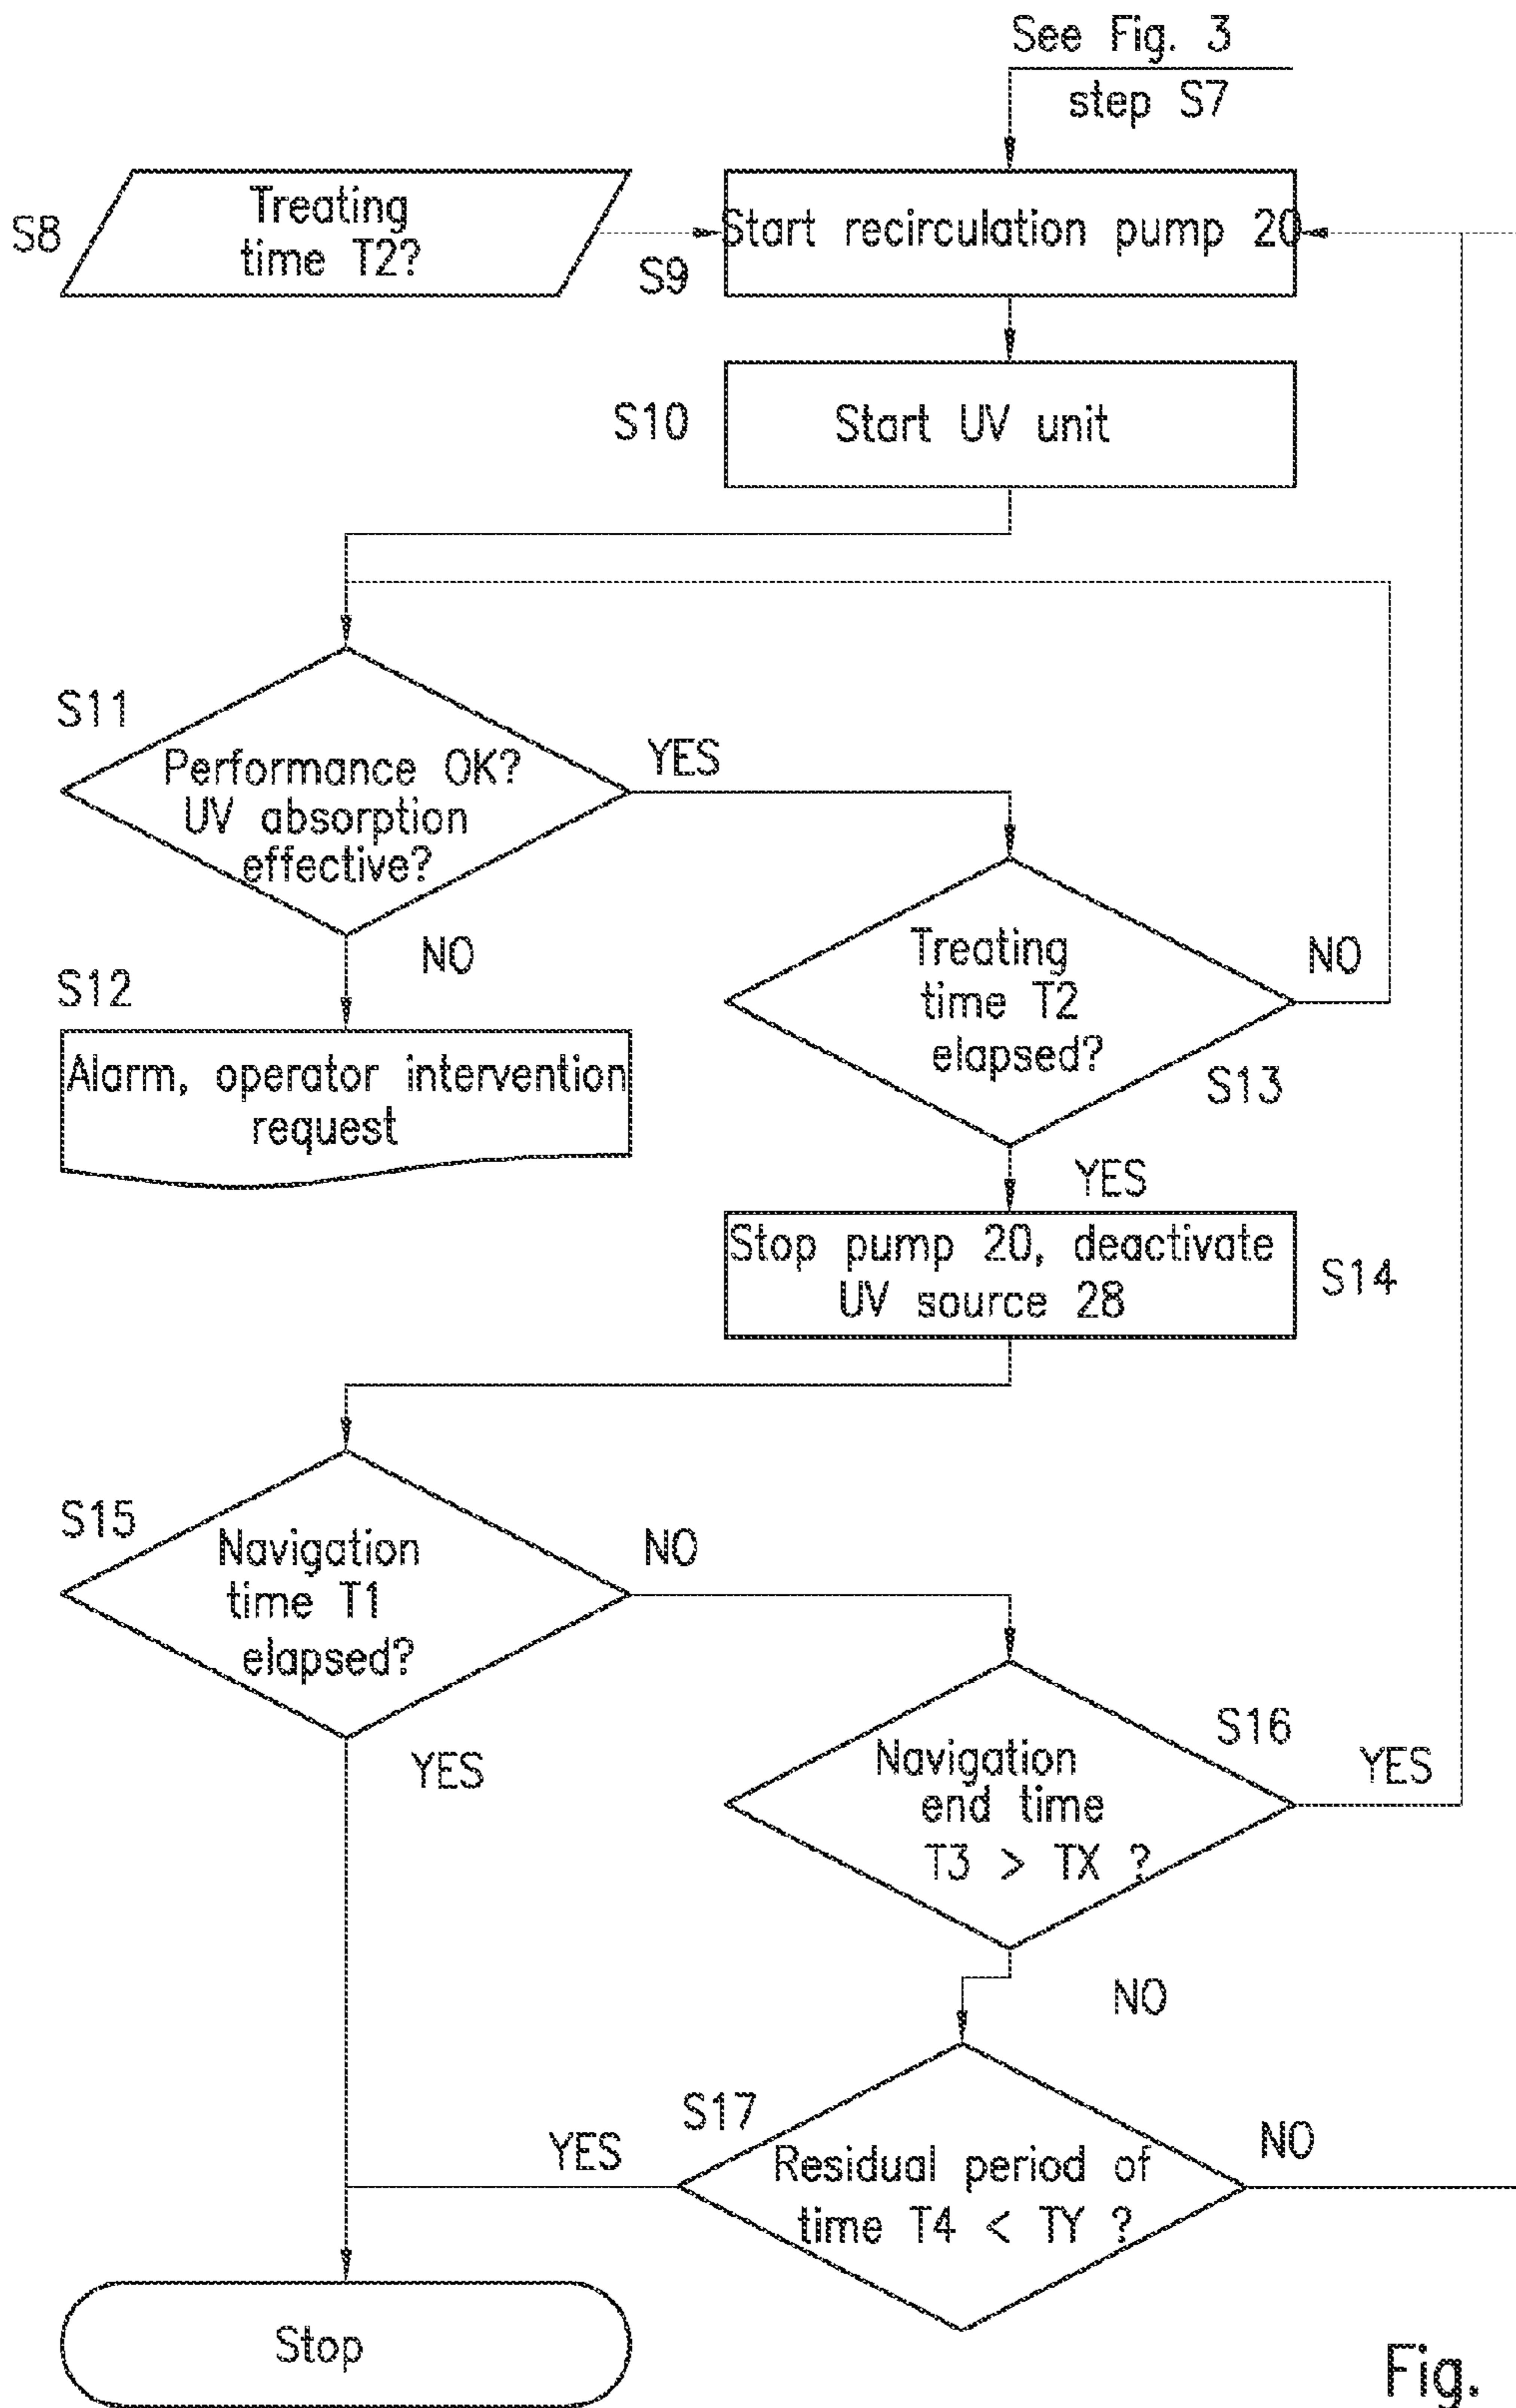 See Fig. 3
step S7
S8
Treating
time T2?
S9
Start recirulation pump 20
S10
Start UV unit
S11
Performance OK?
UV absorption
effective?
YES
NO
S12
Alarm, operator intervention
request
Treating
time T2
elapsed?
NO
S13
YES
Stop pump 20, deactivate
UV source 28
S14
S15
Navigation
time T1
elapsed?
NO
YES
S16
Navigation
end time
T3 > TX ?
YES
NO
S17
Residual period of
time T4 < TY ?
YES
NO
Stop
Fig.